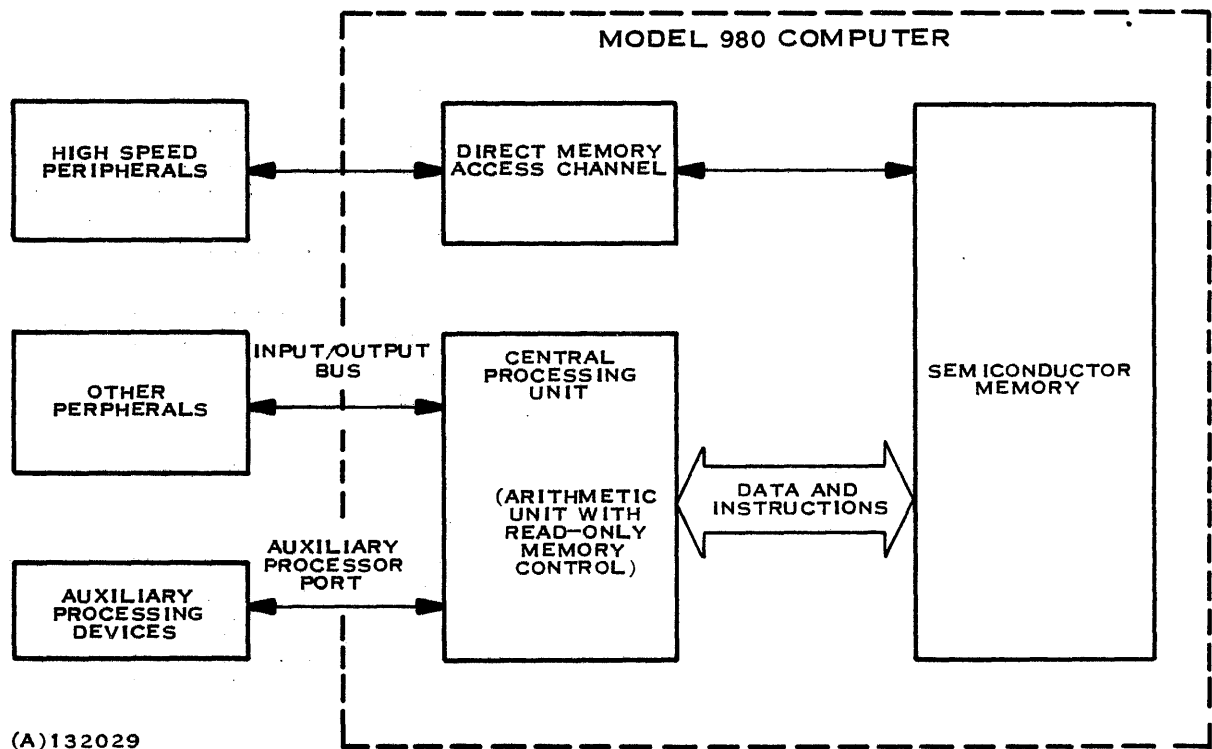 MODEL 980 COMPUTER
HIGH SPEED
PERIPHERALS
DIRECT MEMORY
ACCESS CHANNEL
OTHER
PERPHERALS
INPUT/OUTPUT
BUS
CENTRAL
PROCESSING
UNIT
(ARITHMETIC
UNIT WITH
READ-ONLY
MEMORY
CONTROL)
DATA AND
INSTRUCTIONS
SEMICONDUCTOR
MEMORY
AUXILIARY
PROCESSOR
PORT
AUXILIARY
PROCESSING
DEVICES
(A)132029